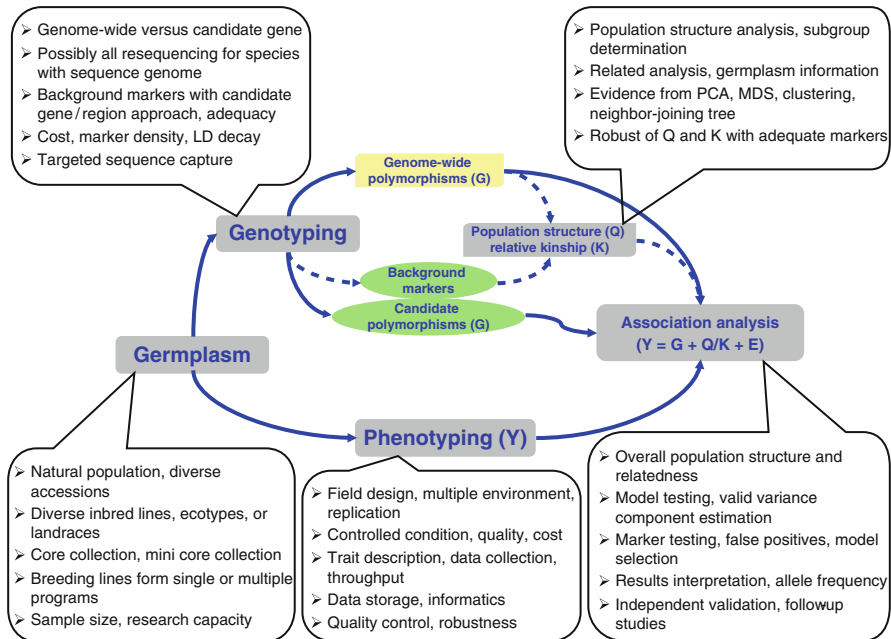 ➢ Genome-wide versus candidate gene
➢ Possibly all resequencing for species
with sequence genome
➢ Background markers with candidate
gene/region approach, adequacy
➢ Cost, marker density, LD decay
➢ Targeted sequence capture
➢ Population structure analysis, subgroup
determination
➢ Related analysis, germplasm information
➢ Evidence from PCA, MDS, clustering,
neighbor-joining tree
➢ Robust of Q and K with adequate markers
Genome-wide
polymorphisms (G)
Genotyping
Population structure (Q)
relative kinship (K)
Background
markers
Candidate
polymorphisms (G)
Association analysis
(Y = G + Q/K + E)
Germplasm
Phenotyping (Y)
➢ Natural population, diverse
accessions
➢ Diverse inbred lines, ecotypes, or
landraces
➢ Core collection, mini core collection
➢ Breeding lines form single or multiple
programs
➢ Sample size, research capacity
➢ Field design, multiple environment,
replication
➢ Controlled condition, quality, cost
➢ Trait description, data collection,
throughput
➢ Data storage, informatics
➢ Quality control, robustness
➢ Overall population structure and
relatedness
➢ Model testing, valid variance
component estimation
➢ Marker testing, false positives, model
selection
➢ Results interpretation, allele frequency
➢ Independent validation, follow-up
studies